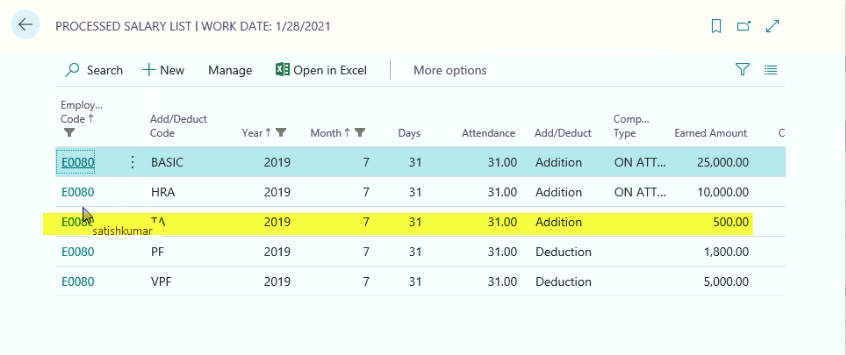 PROCESSED SALARY LIST | WORK DATE: 1/28/2021
Search New Manage Open in Excel More options
Employ... Code ↑ Add/Deduct Code Year ↑ Month ↑ Days Attendance Add/Deduct Comp... Type Earned Amount C
E0080 BASIC 2019 7 31 31.00 Addition ON ATT... 25,000.00
E0080 HRA 2019 7 31 31.00 Addition ON ATT... 10,000.00
E0080 TA 2019 7 31 31.00 Addition 500.00
satishkumar
E0080 PF 2019 7 31 31.00 Deduction 1,800.00
E0080 VPF 2019 7 31 31.00 Deduction 5,000.00